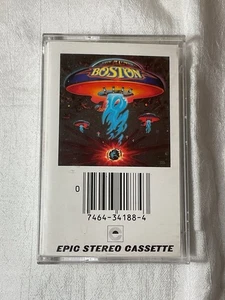 BOSTON
0
7464-34188-4
EPIC STEREO CASSETTE